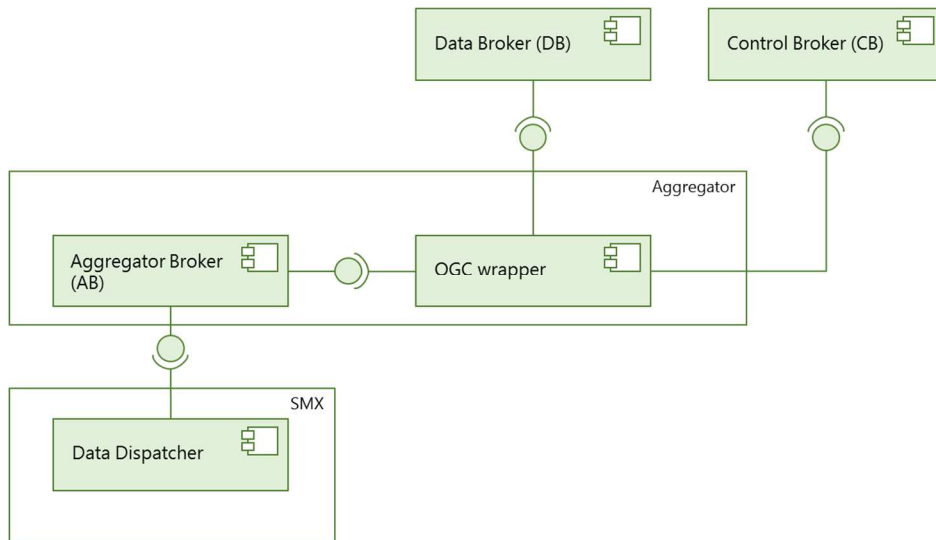 Data Broker (DB)
Control Broker (CB)
Aggregator
Aggregator Broker
(AB)
OGC wrapper
SMX
Data Dispatcher